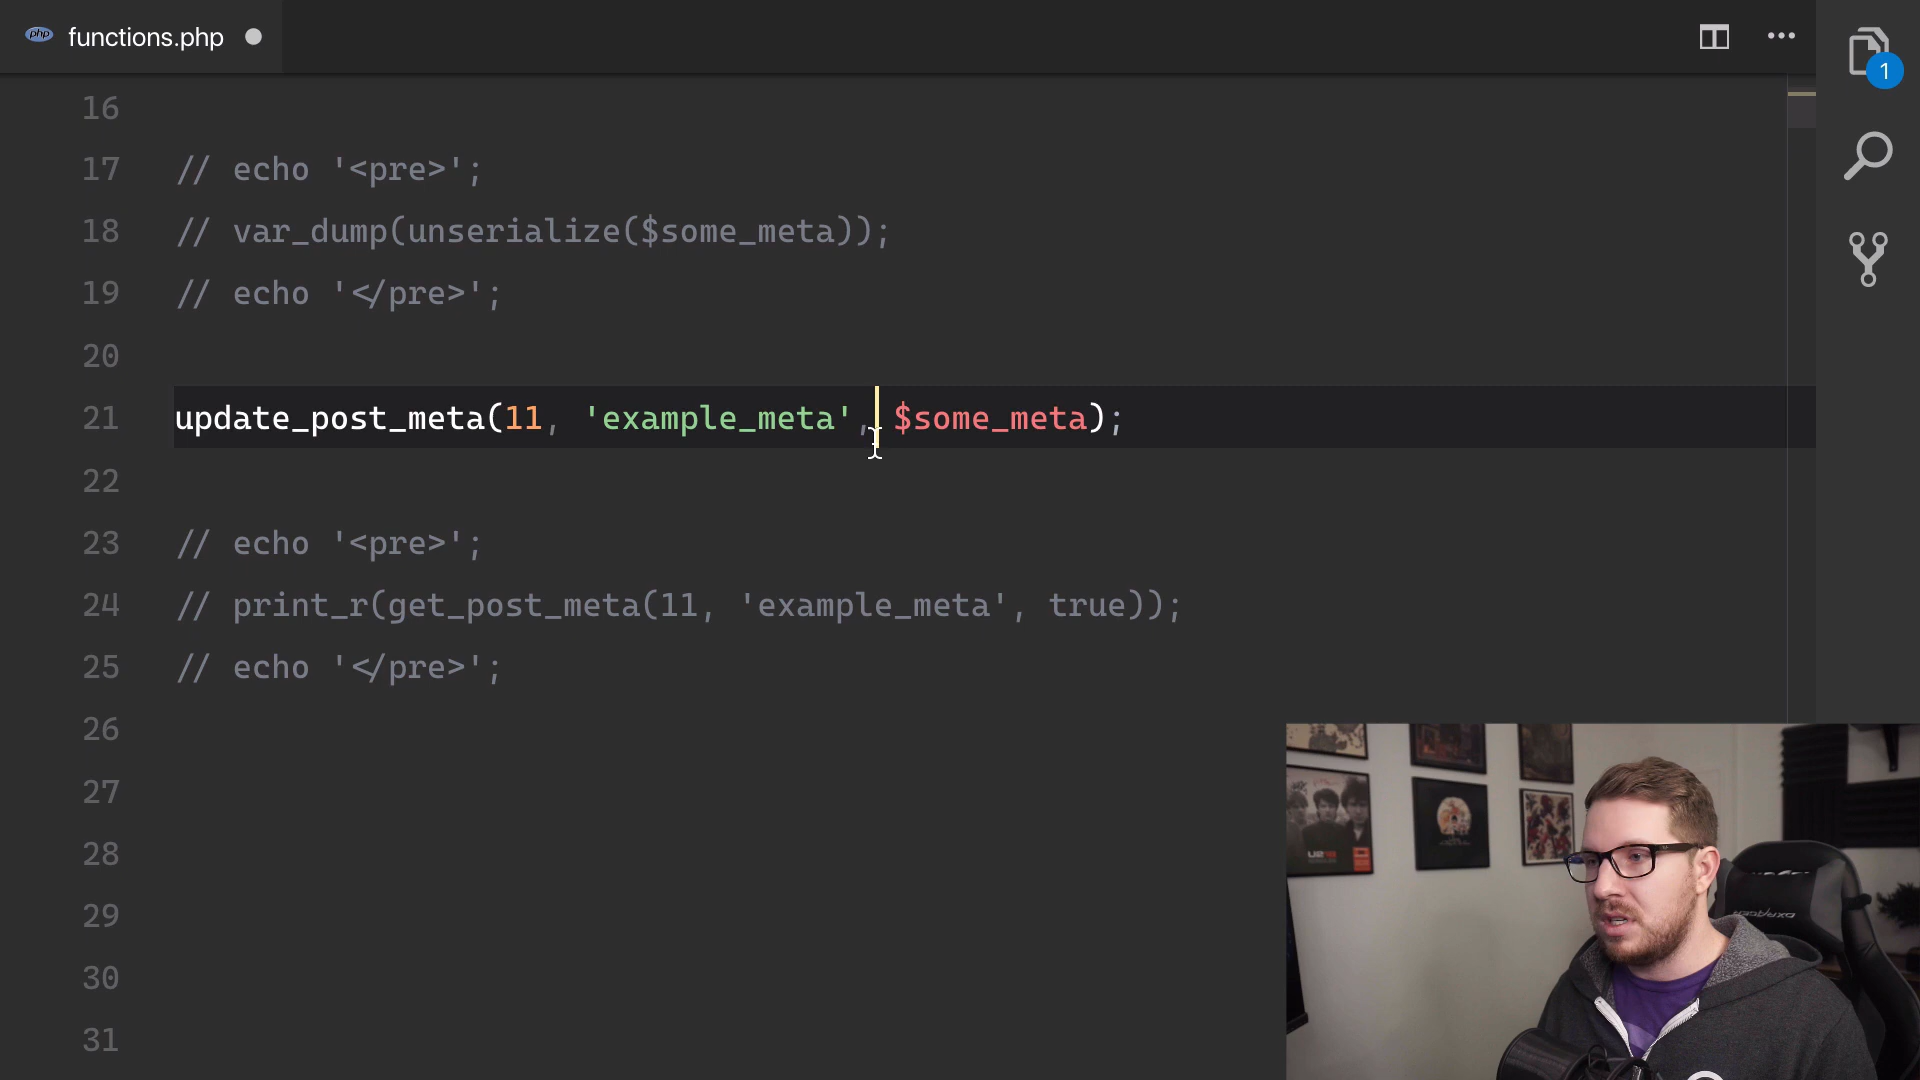 php functions.php
1
16
17 // echo '<pre>';
18 // var_dump(unserialize($some_meta));
19 // echo '</pre>';
20
21 update_post_meta(11, 'example_meta', $some_meta);
22
23 // echo '<pre>';
24 // print_r(get_post_meta(11, 'example_meta', true));
25 // echo '</pre>';
26
27
28
29
30
31